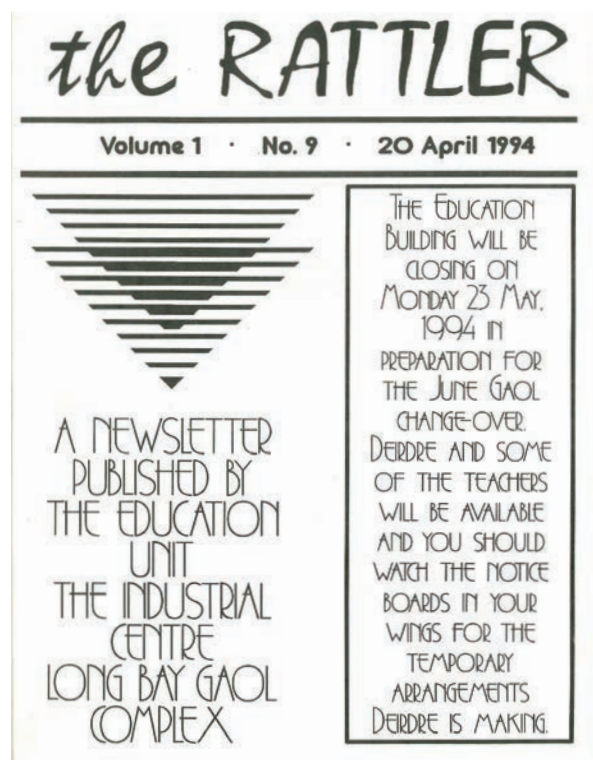 the RATTLER
Volume 1 · No. 9 · 20 April 1994
A NEWSLETTER
PUBLISHED BY
THE EDUCATION
UNIT
THE INDUSTRIAL
CENTRE
LONG BAY GAOL
COMPLEX
THE EDUCATION
BUILDING WILL BE
CLOSING ON
MONDAY 23 MAY,
1994 IN
PREPARATION FOR
THE JUNE GAOL
CHANGE-OVER.
DEIRDRE AND SOME
OF THE TEACHERS
WILL BE AVAILABLE
AND YOU SHOULD
WATCH THE NOTICE
BOARDS IN YOUR
WINGS FOR THE
TEMPORARY
ARRANGEMENTS
DEIRDRE IS MAKING.